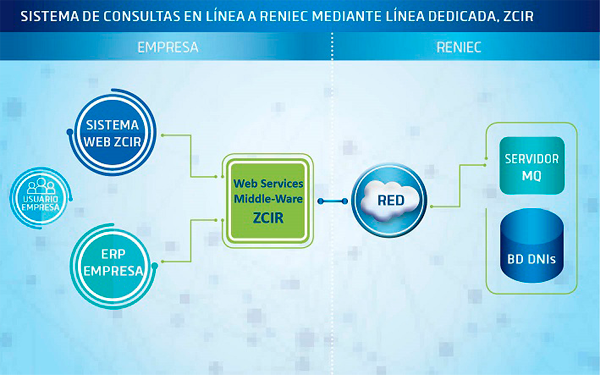 SISTEMA DE CONSULTAS EN LÍNEA A RENIEC MEDIANTE LÍNEA DEDICADA, ZCIR
EMPRESA
RENIEC
SISTEMA
WEB ZCIR
USUARIO
EMPRESA
ERP
EMPRESA
Web Services
Middle-Ware
ZCIR
RED
SERVIDOR
MQ
BD DNIs